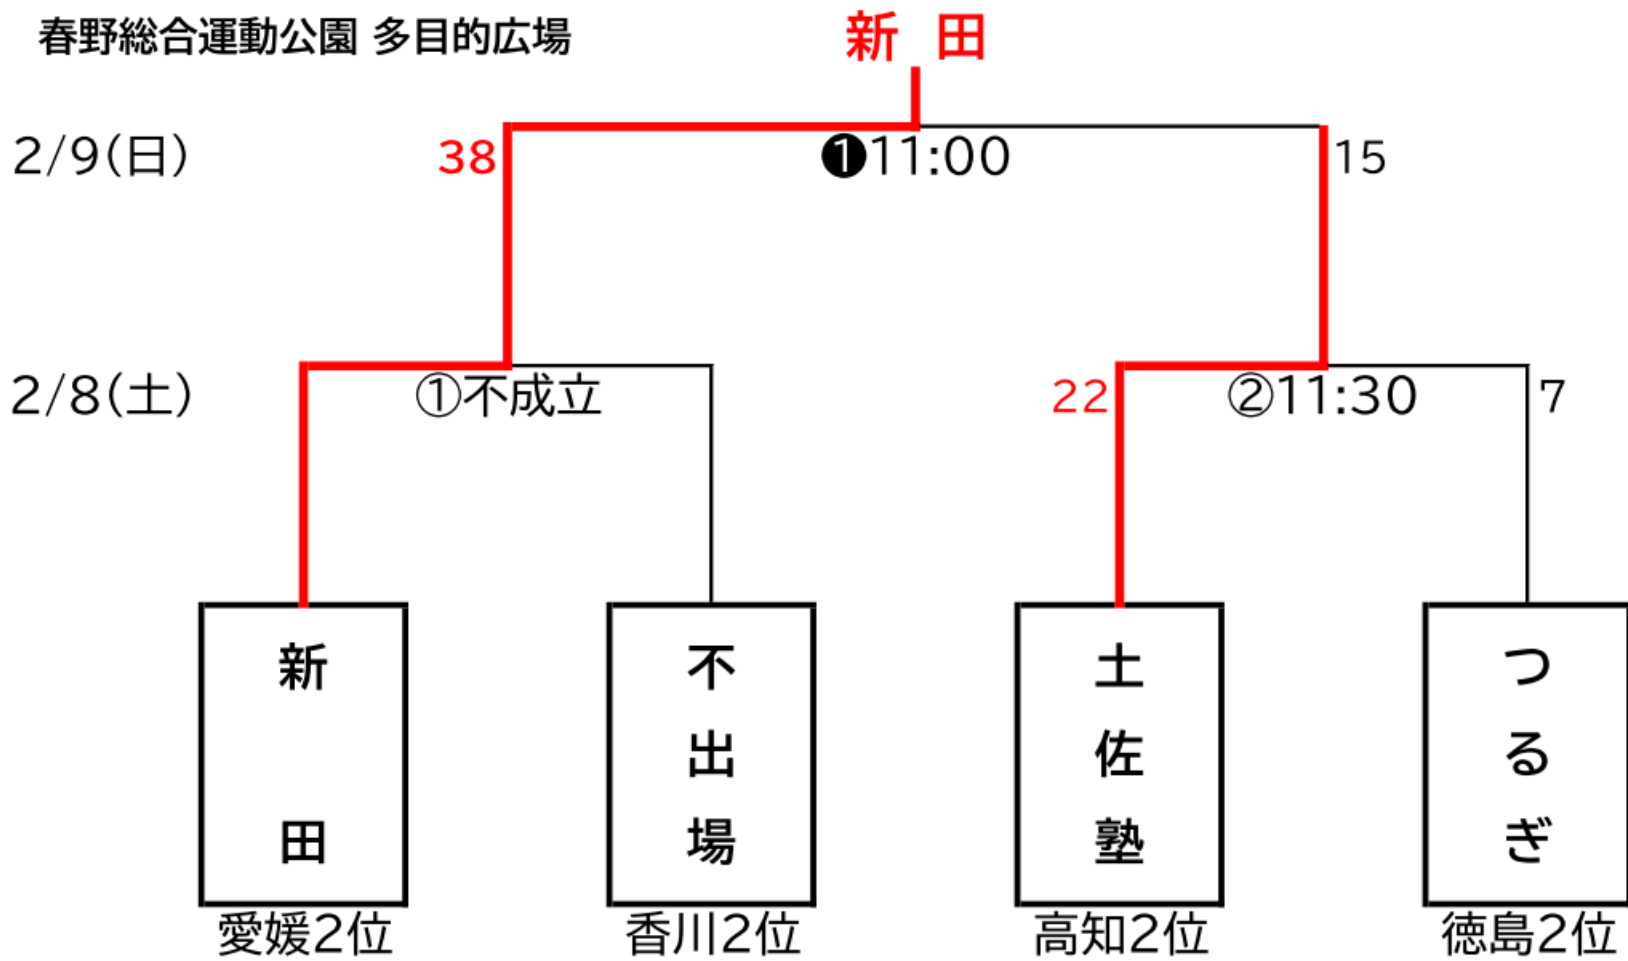 春野総合運動公園 多目的広場
新 田
2/9(日)
38
❶11:00
15
2/8(土)
①不成立
22
②11:30
7
新田
不出場
土佐塾
つるぎ
愛媛2位
香川2位
高知2位
徳島2位